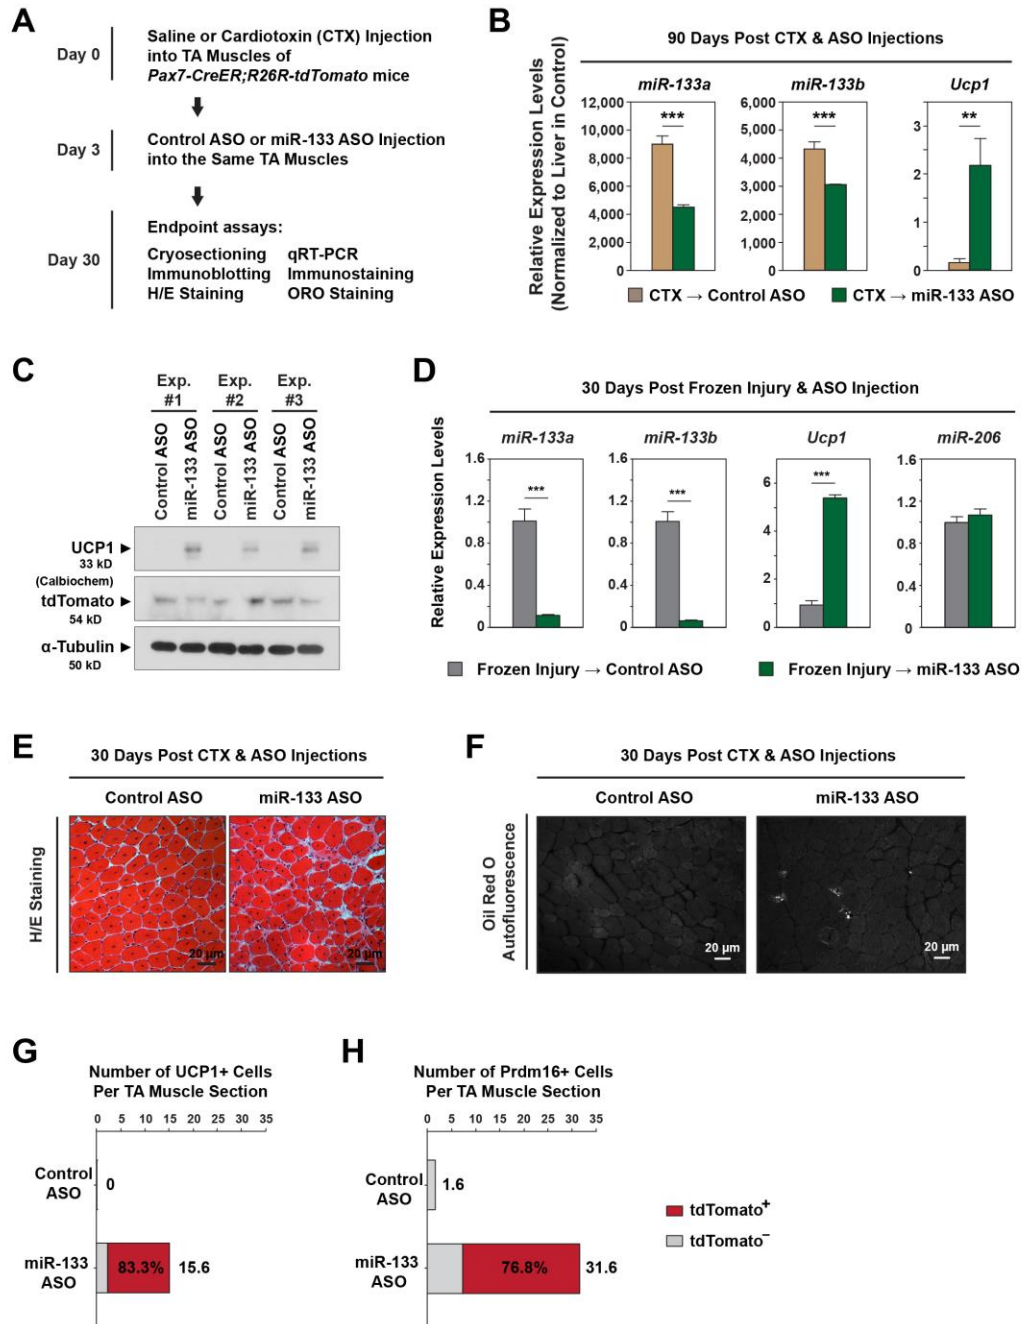 A
Day 0
Saline or Cardiotoxin (CTX) Injection
into TA Muscles of
Pax7-CreER;R26R-tdTomato mice
Day 3
Control ASO or miR-133 ASO Injection
into the Same TA Muscles
Day 30
Endpoint assays:
Cryosectioning qRT-PCR
Immunoblotting Immunostaining
H/E Staining ORO Staining
B
90 Days Post CTX & ASO Injections
Relative Expression Levels
(Normalized to Liver in Control)
miR-133a
12,000
10,000
8,000
6,000
4,000
2,000
0
***
miR-133b
6,000
5,000
4,000
3,000
2,000
1,000
0
***
Ucp1
3
2
1
0
**
CTX → Control ASO
CTX → miR-133 ASO
C
Exp.
#1
Exp.
#2
Exp.
#3
Control ASO
miR-133 ASO
Control ASO
miR-133 ASO
Control ASO
miR-133 ASO
UCP1
33 kD
(Calbiochem)
tdTomato
54 kD
α-Tubulin
50 kD
D
30 Days Post Frozen Injury & ASO Injection
Relative Expression Levels
miR-133a
1.6
1.2
0.8
0.4
0
***
miR-133b
1.6
1.2
0.8
0.4
0
***
Ucp1
6
4
2
0
***
miR-206
1.6
1.2
0.8
0.4
0
Frozen Injury → Control ASO
Frozen Injury → miR-133 ASO
E
30 Days Post CTX & ASO Injections
Control ASO
miR-133 ASO
H/E Staining
20 µm
20 µm
F
30 Days Post CTX & ASO Injections
Control ASO
miR-133 ASO
Oil Red O
Autofluorescence
20 µm
20 µm
G
Number of UCP1+ Cells
Per TA Muscle Section
0 5 10 15 20 25 30 35
Control
ASO
0
miR-133
ASO
83.3%
15.6
H
Number of Prdm16+ Cells
Per TA Muscle Section
0 5 10 15 20 25 30 35
Control
ASO
1.6
miR-133
ASO
76.8%
31.6
tdTomato+
tdTomato−